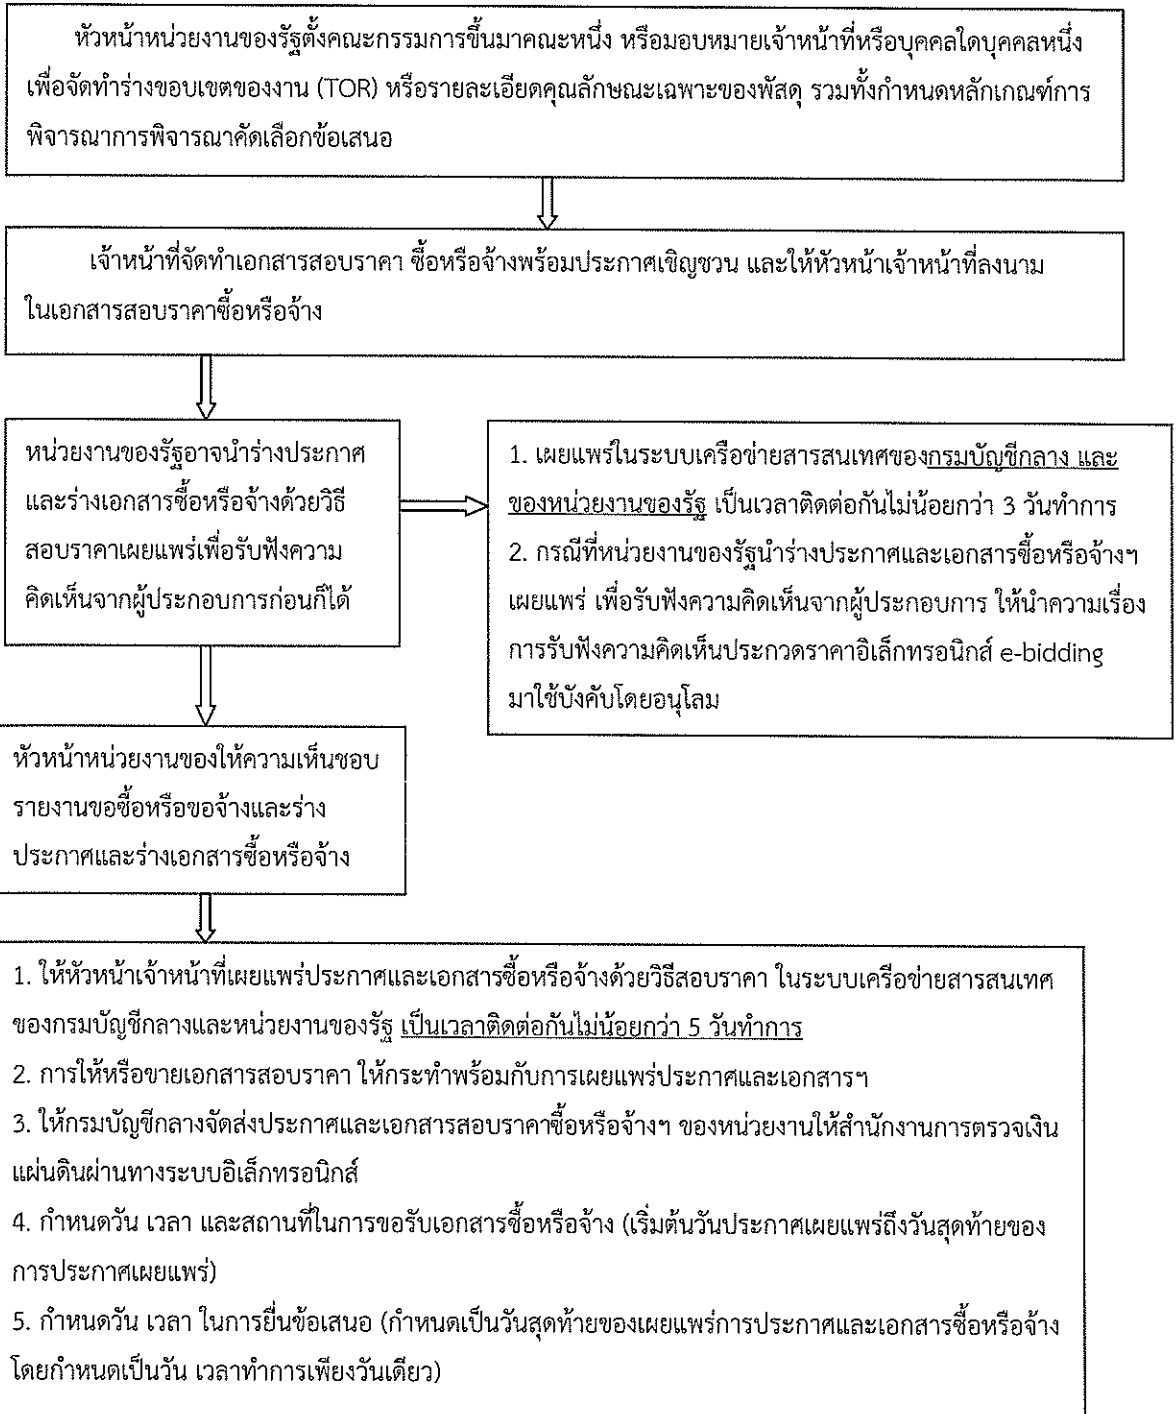 หัวหน้าหน่วยงานของรัฐตั้งคณะกรรมการขึ้นมาคณะหนึ่ง หรือมอบหมายเจ้าหน้าที่หรือบุคคลใดบุคคลหนึ่ง
เพื่อจัดทำร่างขอบเขตของงาน (TOR) หรือรายละเอียดคุณลักษณะเฉพาะของพัสดุ รวมทั้งกำหนดหลักเกณฑ์การ
พิจารณาการพิจารณาคัดเลือกข้อเสนอ
เจ้าหน้าที่จัดทำเอกสารสอบราคา ซื้อหรือจ้างพร้อมประกาศเชิญชวน และให้หัวหน้าเจ้าหน้าที่ลงนาม
ในเอกสารสอบราคาซื้อหรือจ้าง
หน่วยงานของรัฐอาจนำร่างประกาศ
และร่างเอกสารซื้อหรือจ้างด้วยวิธี
สอบราคาเผยแพร่เพื่อรับฟังความ
คิดเห็นจากผู้ประกอบการก่อนก็ได้
1. เผยแพร่ในระบบเครือข่ายสารสนเทศของกรมบัญชีกลาง และ
ของหน่วยงานของรัฐ เป็นเวลาติดต่อกันไม่น้อยกว่า 3 วันทำการ
2. กรณีที่หน่วยงานของรัฐนำร่างประกาศและเอกสารซื้อหรือจ้างฯ
เผยแพร่ เพื่อรับฟังความคิดเห็นจากผู้ประกอบการ ให้นำความเรื่อง
การรับฟังความคิดเห็นประกวดราคาอิเล็กทรอนิกส์ e-bidding
มาใช้บังคับโดยอนุโลม
หัวหน้าหน่วยงานของให้ความเห็นชอบ
รายงานขอซื้อหรือขอจ้างและร่าง
ประกาศและร่างเอกสารซื้อหรือจ้าง
1. ให้หัวหน้าเจ้าหน้าที่เผยแพร่ประกาศและเอกสารซื้อหรือจ้างด้วยวิธีสอบราคา ในระบบเครือข่ายสารสนเทศ
ของกรมบัญชีกลางและหน่วยงานของรัฐ เป็นเวลาติดต่อกันไม่น้อยกว่า 5 วันทำการ
2. การให้หรือขายเอกสารสอบราคา ให้กระทำพร้อมกับการเผยแพร่ประกาศและเอกสารฯ
3. ให้กรมบัญชีกลางจัดส่งประกาศและเอกสารสอบราคาซื้อหรือจ้างฯ ของหน่วยงานให้สำนักงานการตรวจเงิน
แผ่นดินผ่านทางระบบอิเล็กทรอนิกส์
4. กำหนดวัน เวลา และสถานที่ในการขอรับเอกสารซื้อหรือจ้าง (เริ่มต้นวันประกาศเผยแพร่ถึงวันสุดท้ายของ
การประกาศเผยแพร่)
5. กำหนดวัน เวลา ในการยื่นข้อเสนอ (กำหนดเป็นวันสุดท้ายของเผยแพร่การประกาศและเอกสารซื้อหรือจ้าง
โดยกำหนดเป็นวัน เวลาทำการเพียงวันเดียว)